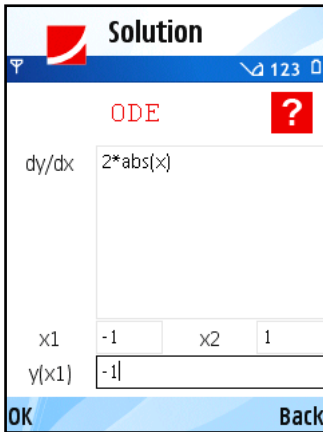 Solution
123
ODE
?
dy/dx 2*abs(x)
x1 -1 x2 1
y(x1) -1
OK Back